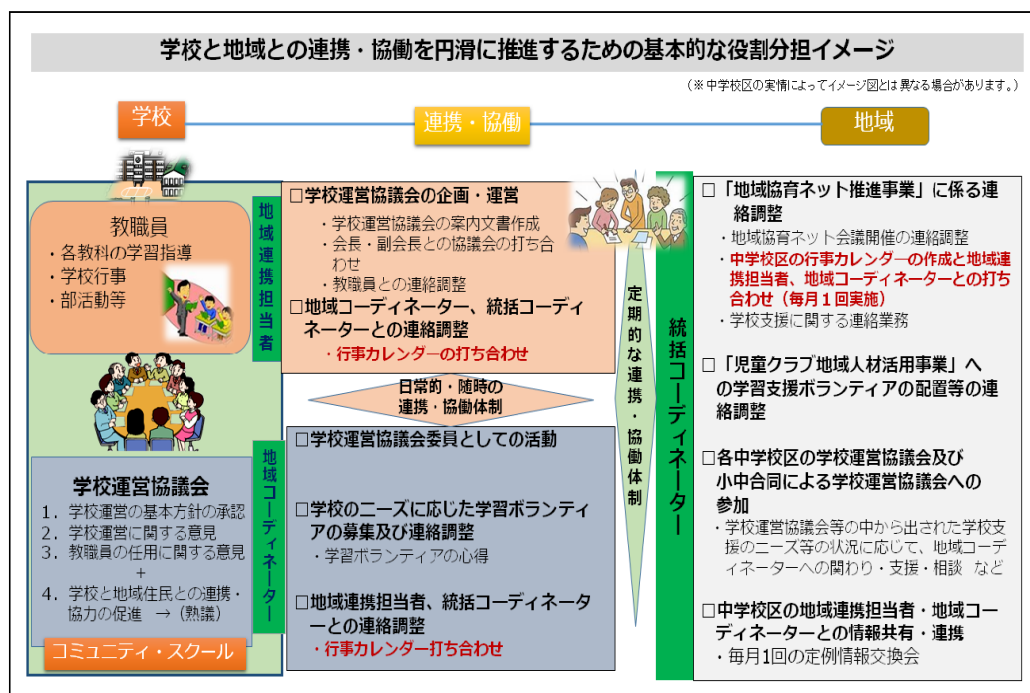 学校と地域との連携・協働を円滑に推進するための基本的な役割分担イメージ
(※中学校区の実情によってイメージ図とは異なる場合があります。)
学校
連携・協働
地域
教職員
・各教科の学習指導
・学校行事
・部活動等
地域連携担当者
□学校運営協議会の企画・運営
・学校運営協議会の案内文書作成
・会長・副会長との協議会の打ち合
わせ
・教職員との連絡調整
□地域コーディネーター、統括コーディ
ネーターとの連絡調整
・行事カレンダーの打ち合わせ
日常的・随時の
連携・協働体制
学校運営協議会
1. 学校運営の基本方針の承認
2. 学校運営に関する意見
3. 教職員の任用に関する意見
+
4. 学校と地域住民との連携・
協力の促進 → (熟議)
コミュニティ・スクール
地域コーディネーター
□学校運営協議会委員としての活動
□学校のニーズに応じた学習ボランティ
アの募集及び連絡調整
・学習ボランティアの心得
□地域連携担当者、統括コーディネータ
ーとの連絡調整
・行事カレンダー打ち合わせ
定期的な連携・協働体制
統括コーディネーター
□「地域協育ネット推進事業」に係る連
絡調整
・地域協育ネット会議開催の連絡調整
・中学校区の行事カレンダーの作成と地域連
携担当者、地域コーディネーターとの打ち
合わせ（毎月１回実施）
・学校支援に関する連絡業務
□「児童クラブ地域人材活用事業」へ
の学習支援ボランティアの配置等の連
絡調整
□各中学校区の学校運営協議会及び
小中合同による学校運営協議会への
参加
・学校運営協議会等の中から出された学校支
援のニーズ等の状況に応じて、地域コーデ
ィネーターへの関わり・支援・相談 など
□中学校区の地域連携担当者・地域コー
ディネーターとの情報共有・連携
・毎月1回の定例情報交換会